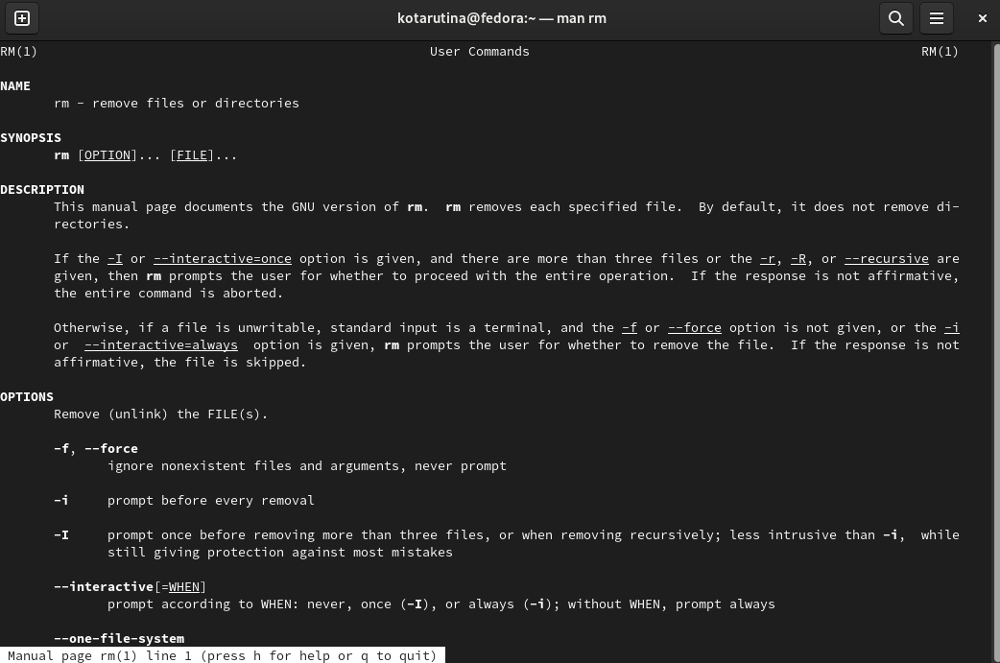 kotarutina@fedora:~ — man rm
RM(1) User Commands RM(1)
NAME
rm - remove files or directories
SYNOPSIS
rm [OPTION]... [FILE]...
DESCRIPTION
This manual page documents the GNU version of rm.  rm removes each specified file.  By default, it does not remove di-
rectories.
If the -I or --interactive=once option is given, and there are more than three files or the -r, -R, or --recursive are
given, then rm prompts the user for whether to proceed with the entire operation.  If the response is not affirmative,
the entire command is aborted.
Otherwise, if a file is unwritable, standard input is a terminal, and the -f or --force option is not given, or the -i
or  --interactive=always  option is given, rm prompts the user for whether to remove the file.  If the response is not
affirmative, the file is skipped.
OPTIONS
Remove (unlink) the FILE(s).
-f, --force
ignore nonexistent files and arguments, never prompt
-i     prompt before every removal
-I     prompt once before removing more than three files, or when removing recursively; less intrusive than -i,  while
still giving protection against most mistakes
--interactive[=WHEN]
prompt according to WHEN: never, once (-I), or always (-i); without WHEN, prompt always
--one-file-system
Manual page rm(1) line 1 (press h for help or q to quit)